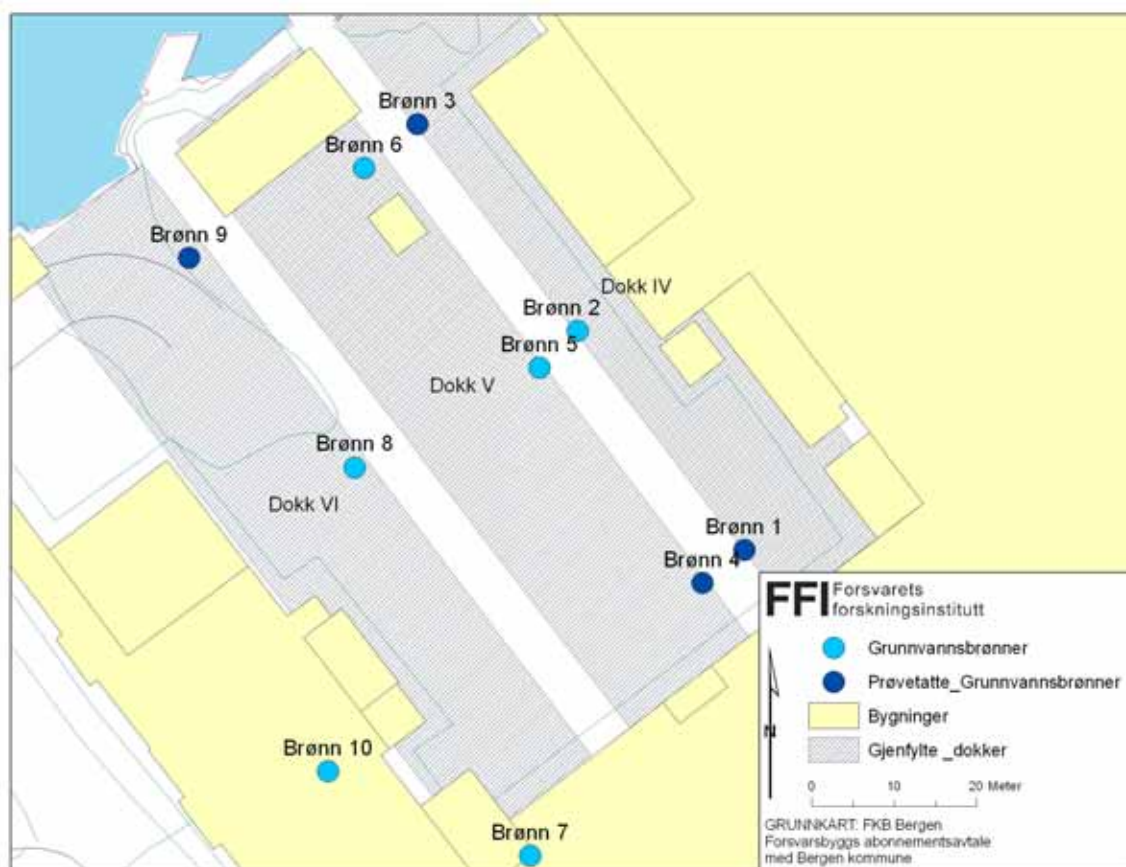 Brønn 3
Brønn 6
Brønn 9
Dokk IV
Brønn 2
Brønn 5
Dokk V
Brønn 8
Dokk VI
Brønn 1
Brønn 4
Brønn 10
Brønn 7
FFI Forsvarets
forskningsinstitutt
Grunnvannsbrønner
Prøvetatte_Grunnvannsbrønner
Bygninger
Gjenfylte _dokker
N
0 10 20 Meter
GRUNNKART: FKB Bergen
Forsvarsbyggs abonnementsavtale
med Bergen kommune